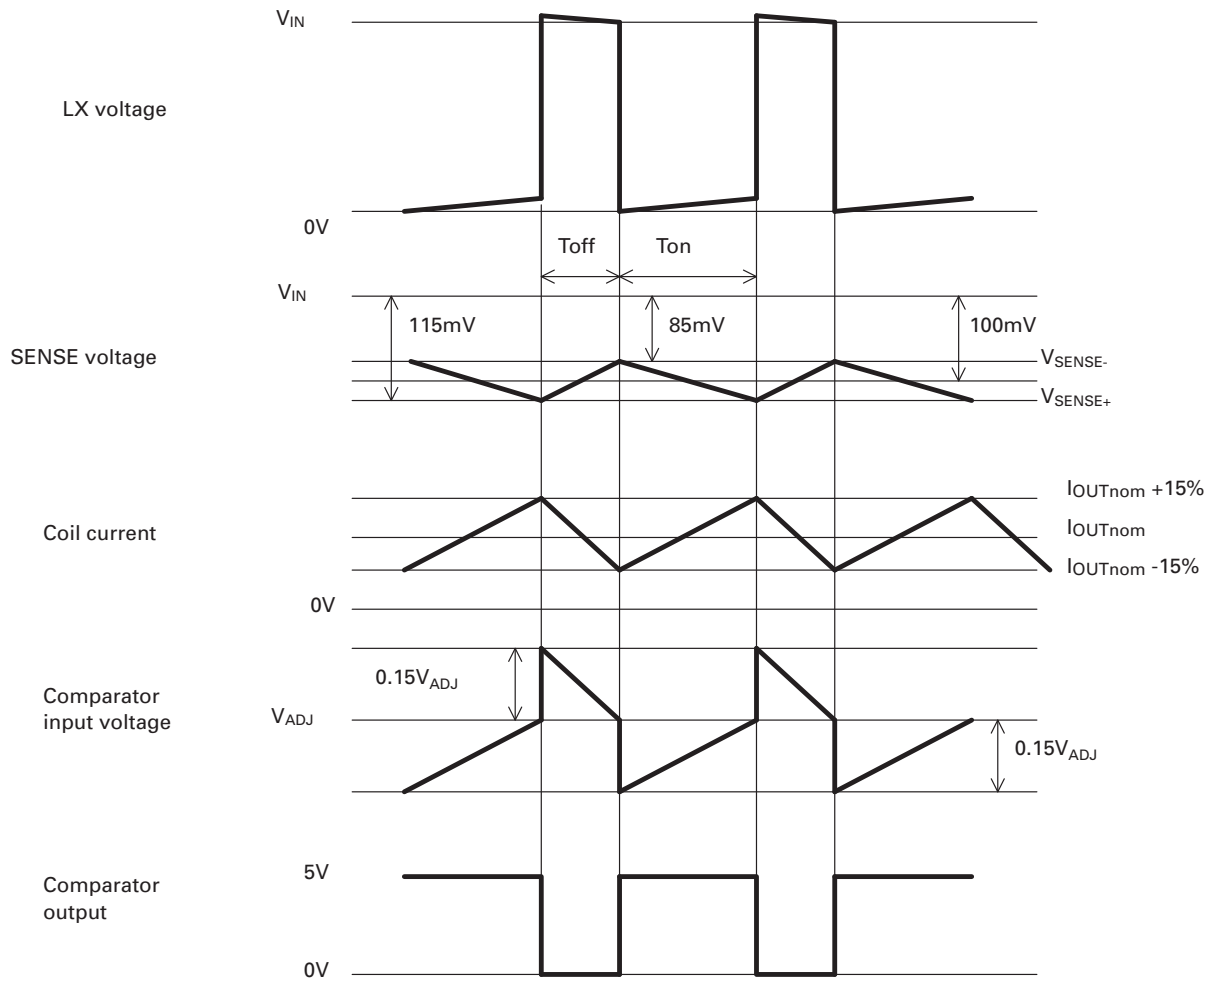 VIN
LX voltage
0V
Toff
Ton
VIN
115mV
85mV
100mV
SENSE voltage
VSENSE-
VSENSE+
IOUTnom +15%
Coil current
IOUTnom
IOUTnom -15%
0V
0.15VADJ
Comparator
input voltage
VADJ
0.15VADJ
5V
Comparator
output
0V